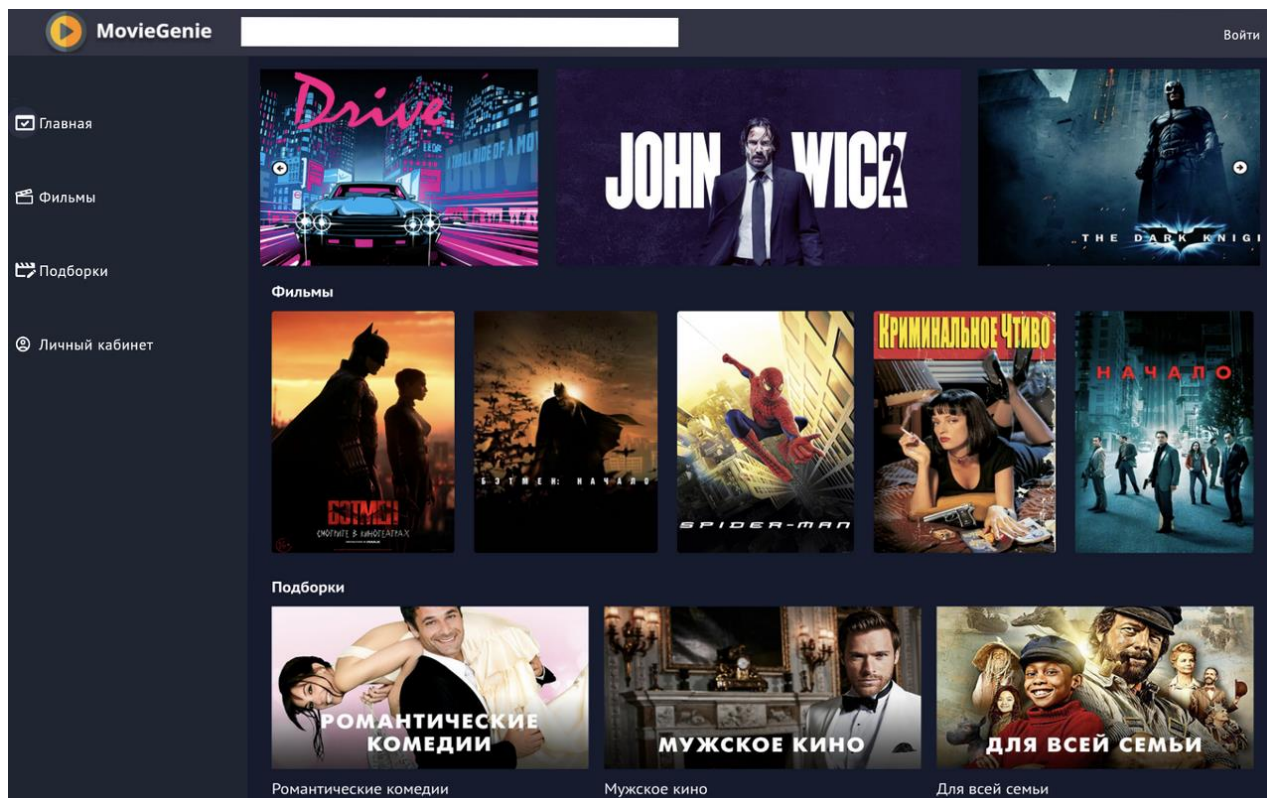 MovieGenie
Войти
Главная
Фильмы
Подборки
Личный кабинет
Drive
JOHN WICK 2
THE DARK KNIG
Фильмы
БЭТМЕН
СМОТРИТЕ В КИНОТЕАТРАХ
БЭТМЕН: НАЧАЛО
SPIDER-MAN
КРИМИНАЛЬНОЕ ЧТИВО
НАЧАЛО
Подборки
РОМАНТИЧЕСКИЕ
КОМЕДИИ
МУЖСКОЕ КИНО
ДЛЯ ВСЕЙ СЕМЬИ
Романтические комедии
Мужское кино
Для всей семьи